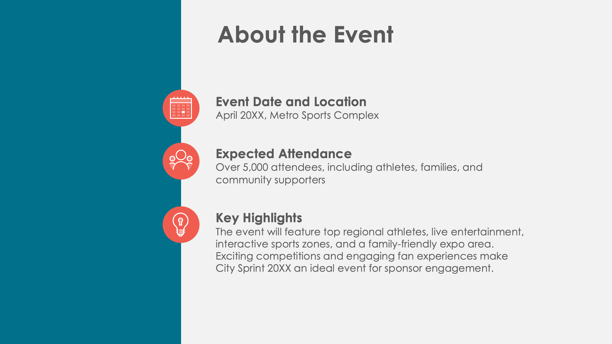 About the Event
Event Date and Location
April 20XX, Metro Sports Complex
Expected Attendance
Over 5,000 attendees, including athletes, families, and
community supporters
Key Highlights
The event will feature top regional athletes, live entertainment,
interactive sports zones, and a family-friendly expo area.
Exciting competitions and engaging fan experiences make
City Sprint 20XX an ideal event for sponsor engagement.